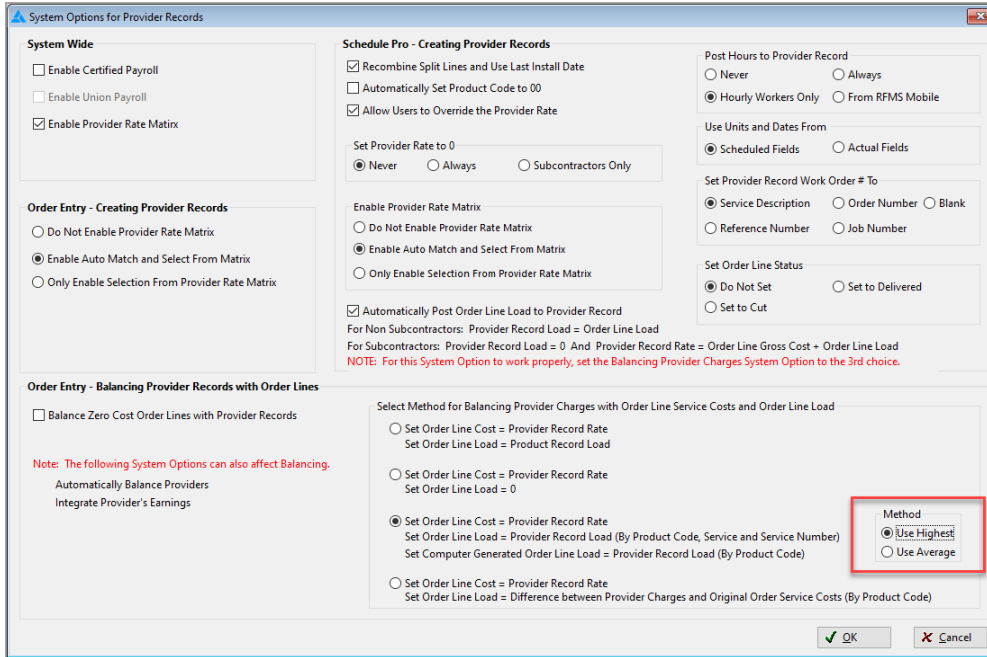 System Options for Provider Records
System Wide
Enable Certified Payroll
Enable Union Payroll
Enable Provider Rate Matirx
Order Entry - Creating Provider Records
Do Not Enable Provider Rate Matrix
Enable Auto Match and Select From Matrix
Only Enable Selection From Provider Rate Matrix
Schedule Pro - Creating Provider Records
Recombine Split Lines and Use Last Install Date
Automatically Set Product Code to 00
Allow Users to Override the Provider Rate
Set Provider Rate to 0
Never Always Subcontractors Only
Enable Provider Rate Matrix
Do Not Enable Provider Rate Matrix
Enable Auto Match and Select From Matrix
Only Enable Selection From Provider Rate Matrix
Automatically Post Order Line Load to Provider Record
For Non Subcontractors: Provider Record Load = Order Line Load
For Subcontractors: Provider Record Load = 0 And Provider Record Rate = Order Line Gross Cost + Order Line Load
NOTE: For this System Option to work properly, set the Balancing Provider Charges System Option to the 3rd choice.
Post Hours to Provider Record
Never Always
Hourly Workers Only From RFMS Mobile
Use Units and Dates From
Scheduled Fields Actual Fields
Set Provider Record Work Order # To
Service Description Order Number Blank
Reference Number Job Number
Set Order Line Status
Do Not Set Set to Delivered
Set to Cut
Order Entry - Balancing Provider Records with Order Lines
Balance Zero Cost Order Lines with Provider Records
Note: The following System Options can also affect Balancing.
Automatically Balance Providers
Integrate Provider's Earnings
Select Method for Balancing Provider Charges with Order Line Service Costs and Order Line Load
Set Order Line Cost = Provider Record Rate
Set Order Line Load = Product Record Load
Set Order Line Cost = Provider Record Rate
Set Order Line Load = 0
Set Order Line Cost = Provider Record Rate
Set Order Line Load = Provider Record Load (By Product Code, Service and Service Number)
Set Computer Generated Order Line Load = Provider Record Load (By Product Code)
Set Order Line Cost = Provider Record Rate
Set Order Line Load = Difference between Provider Charges and Original Order Service Costs (By Product Code)
Method
Use Highest
Use Average
OK Cancel